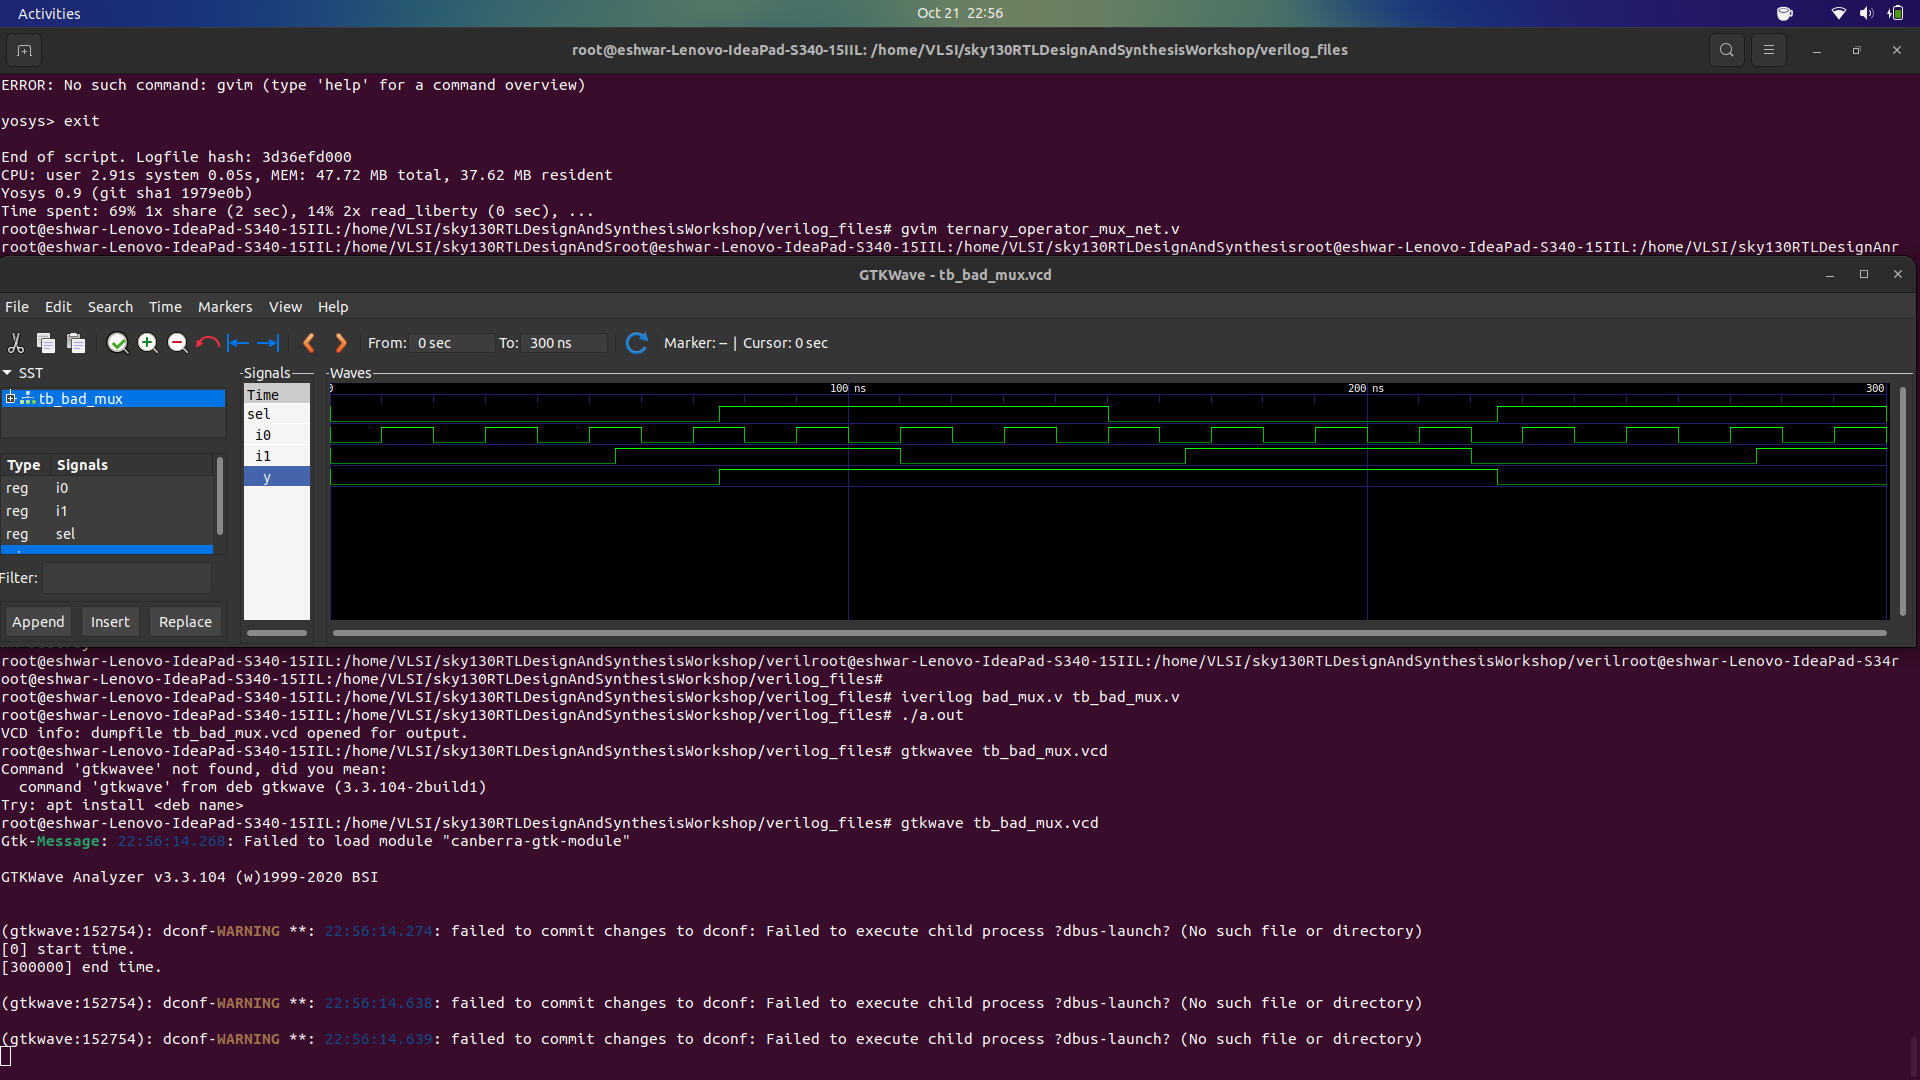 Activities
Oct 21 22:56
root@eshwar-Lenovo-IdeaPad-S340-15IIL: /home/VLSI/sky130RTLDesignAndSynthesisWorkshop/verilog_files
ERROR: No such command: gvim (type 'help' for a command overview)
yosys> exit
End of script. Logfile hash: 3d36efd000
CPU: user 2.91s system 0.05s, MEM: 47.72 MB total, 37.62 MB resident
Yosys 0.9 (git sha1 1979e0b)
Time spent: 69% 1x share (2 sec), 14% 2x read_liberty (0 sec), ...
root@eshwar-Lenovo-IdeaPad-S340-15IIL:/home/VLSI/sky130RTLDesignAndSynthesisWorkshop/verilog_files# gvim ternary_operator_mux_net.v
root@eshwar-Lenovo-IdeaPad-S340-15IIL:/home/VLSI/sky130RTLDesignAndSroot@eshwar-Lenovo-IdeaPad-S340-15IIL:/home/VLSI/sky130RTLDesignAndSynthesisroot@eshwar-Lenovo-IdeaPad-S340-15IIL:/home/VLSI/sky130RTLDesignAnr
GTKWave - tb_bad_mux.vcd
File Edit Search Time Markers View Help
From: 0 sec To: 300 ns Marker: -- | Cursor: 0 sec
SST
tb_bad_mux
Type Signals
reg i0
reg i1
reg sel
Filter:
Append Insert Replace
Signals
Time
sel
i0
i1
y
Waves
0 100 ns 200 ns 300
root@eshwar-Lenovo-IdeaPad-S340-15IIL:/home/VLSI/sky130RTLDesignAndSynthesisWorkshop/verilroot@eshwar-Lenovo-IdeaPad-S340-15IIL:/home/VLSI/sky130RTLDesignAndSynthesisWorkshop/verilroot@eshwar-Lenovo-IdeaPad-S34r
oot@eshwar-Lenovo-IdeaPad-S340-15IIL:/home/VLSI/sky130RTLDesignAndSynthesisWorkshop/verilog_files#
root@eshwar-Lenovo-IdeaPad-S340-15IIL:/home/VLSI/sky130RTLDesignAndSynthesisWorkshop/verilog_files# iverilog bad_mux.v tb_bad_mux.v
root@eshwar-Lenovo-IdeaPad-S340-15IIL:/home/VLSI/sky130RTLDesignAndSynthesisWorkshop/verilog_files# ./a.out
VCD info: dumpfile tb_bad_mux.vcd opened for output.
root@eshwar-Lenovo-IdeaPad-S340-15IIL:/home/VLSI/sky130RTLDesignAndSynthesisWorkshop/verilog_files# gtkwavee tb_bad_mux.vcd
Command 'gtkwavee' not found, did you mean:
command 'gtkwave' from deb gtkwave (3.3.104-2build1)
Try: apt install <deb name>
root@eshwar-Lenovo-IdeaPad-S340-15IIL:/home/VLSI/sky130RTLDesignAndSynthesisWorkshop/verilog_files# gtkwave tb_bad_mux.vcd
Gtk-Message: 22:56:14.268: Failed to load module "canberra-gtk-module"
GTKWave Analyzer v3.3.104 (w)1999-2020 BSI
(gtkwave:152754): dconf-WARNING **: 22:56:14.274: failed to commit changes to dconf: Failed to execute child process ?dbus-launch? (No such file or directory)
[0] start time.
[300000] end time.
(gtkwave:152754): dconf-WARNING **: 22:56:14.638: failed to commit changes to dconf: Failed to execute child process ?dbus-launch? (No such file or directory)
(gtkwave:152754): dconf-WARNING **: 22:56:14.639: failed to commit changes to dconf: Failed to execute child process ?dbus-launch? (No such file or directory)